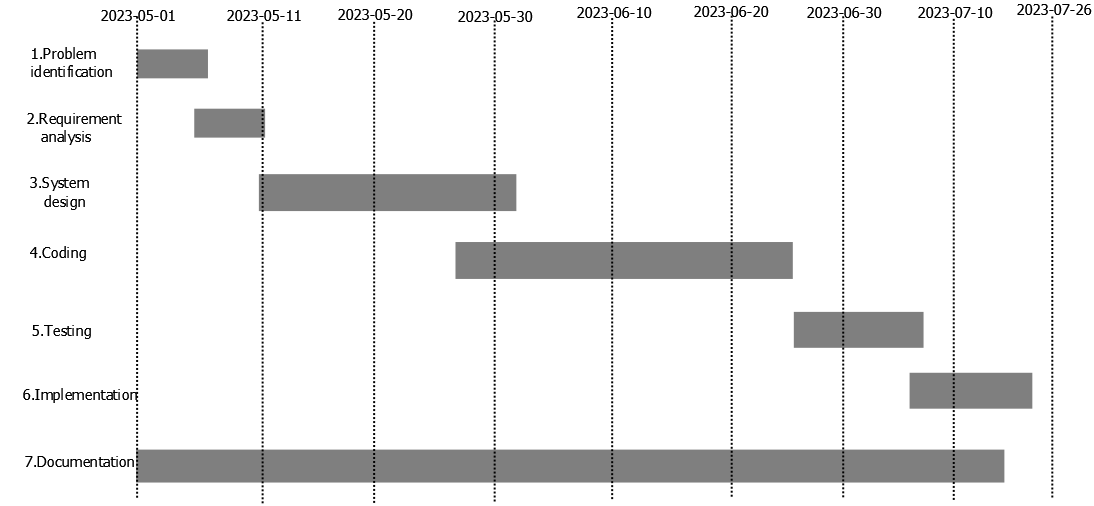 2023-05-01 2023-05-11 2023-05-20 2023-05-30 2023-06-10 2023-06-20 2023-06-30 2023-07-10 2023-07-26
1.Problem
identification
2.Requirement
analysis
3.System
design
4.Coding
5.Testing
6.Implementation
7.Documentation